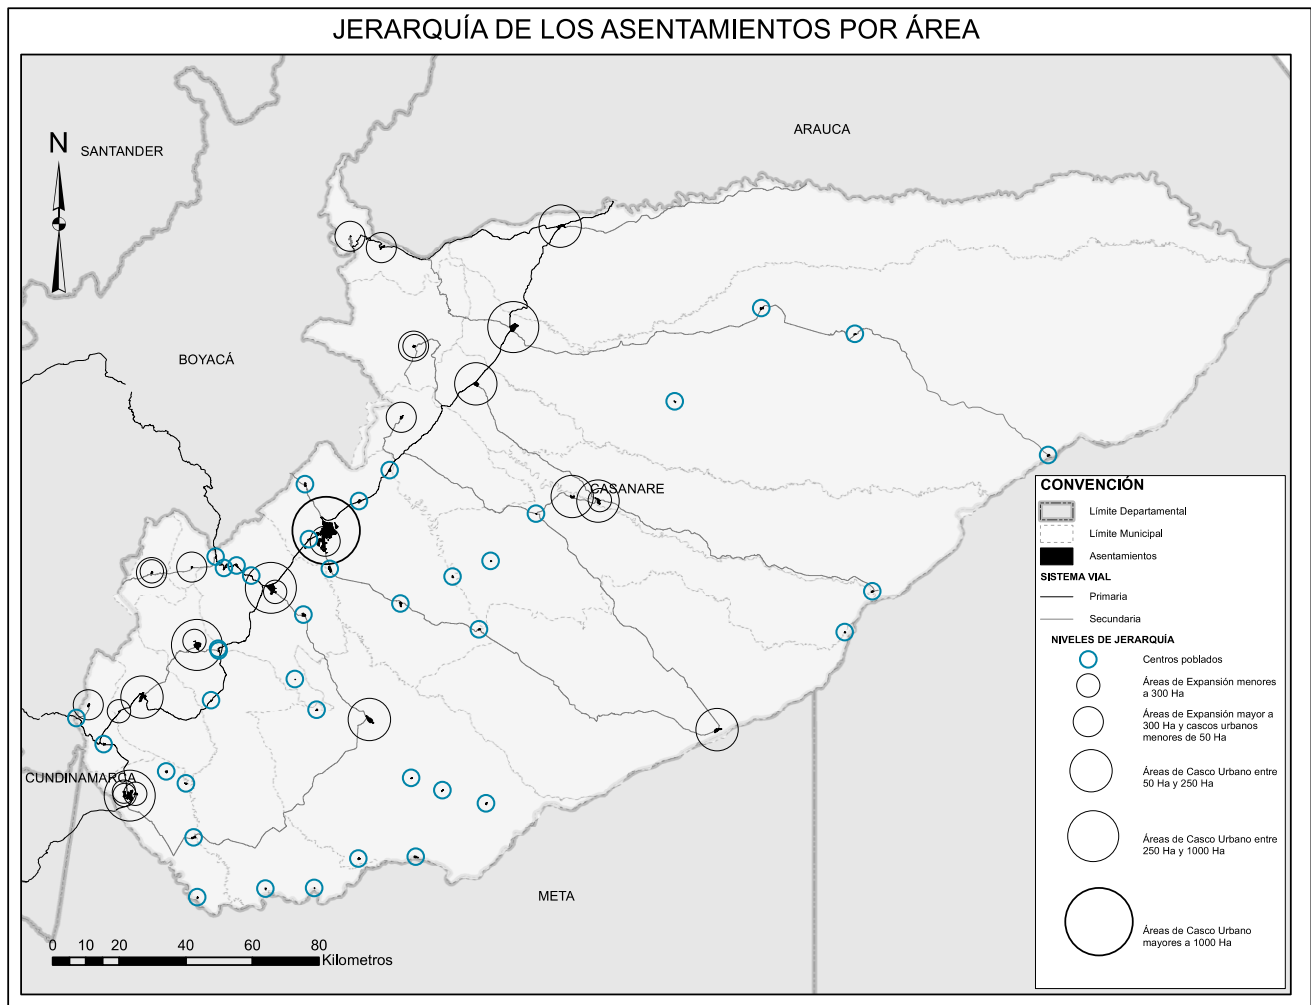 JERARQUÍA DE LOS ASENTAMIENTOS POR ÁREA
ARAUCA
N
SANTANDER
BOYACÁ
CASANARE
CUNDINAMARCA
META
0 10 20 40 60 80
Kilometros
CONVENCIÓN
Límite Departamental
Límite Municipal
Asentamientos
SISTEMA VIAL
Primaria
Secundaria
NIVELES DE JERARQUÍA
Centros poblados
Áreas de Expansión menores
a 300 Ha
Áreas de Expansión mayor a
300 Ha y cascos urbanos
menores de 50 Ha
Áreas de Casco Urbano entre
50 Ha y 250 Ha
Áreas de Casco Urbano entre
250 Ha y 1000 Ha
Áreas de Casco Urbano
mayores a 1000 Ha